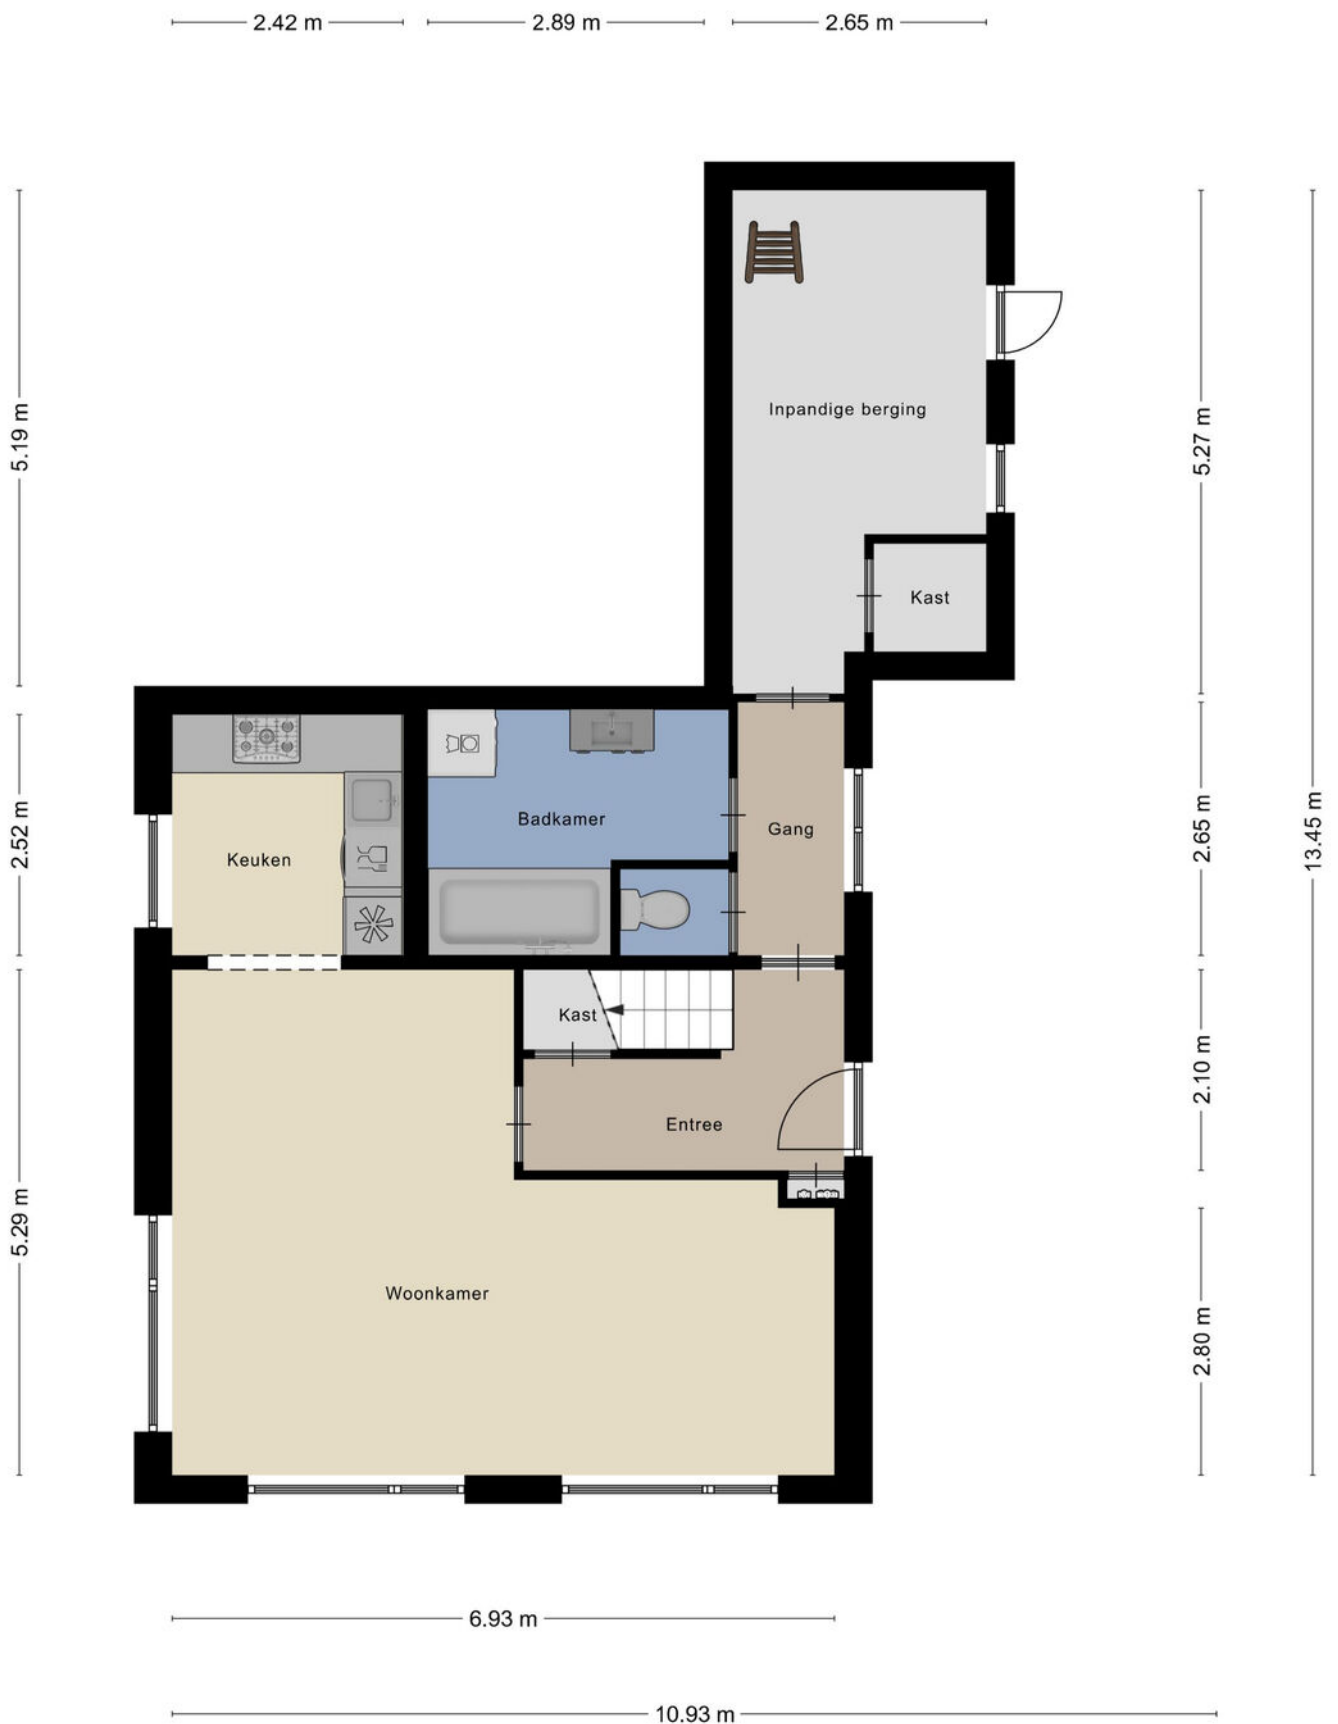 2.42 m
2.89 m
2.65 m
5.19 m
Inpandige berging
5.27 m
Kast
2.52 m
Keuken
Badkamer
Gang
2.65 m
13.45 m
Kast
Entree
2.10 m
5.29 m
Woonkamer
2.80 m
6.93 m
10.93 m